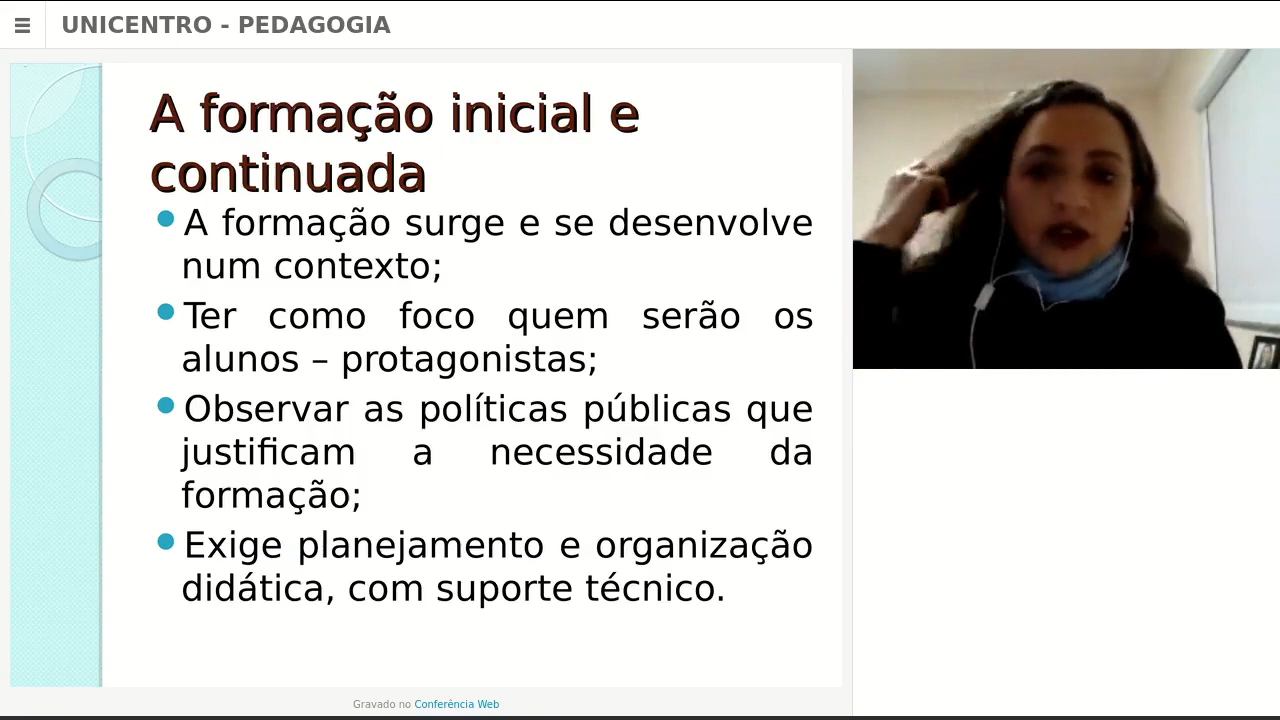 UNICENTRO - PEDAGOGIA
A formação inicial e
continuada
A formação surge e se desenvolve
num contexto;
Ter como foco quem serão os
alunos – protagonistas;
Observar as políticas públicas que
justificam a necessidade da
formação;
Exige planejamento e organização
didática, com suporte técnico.
Gravado no Conferência Web